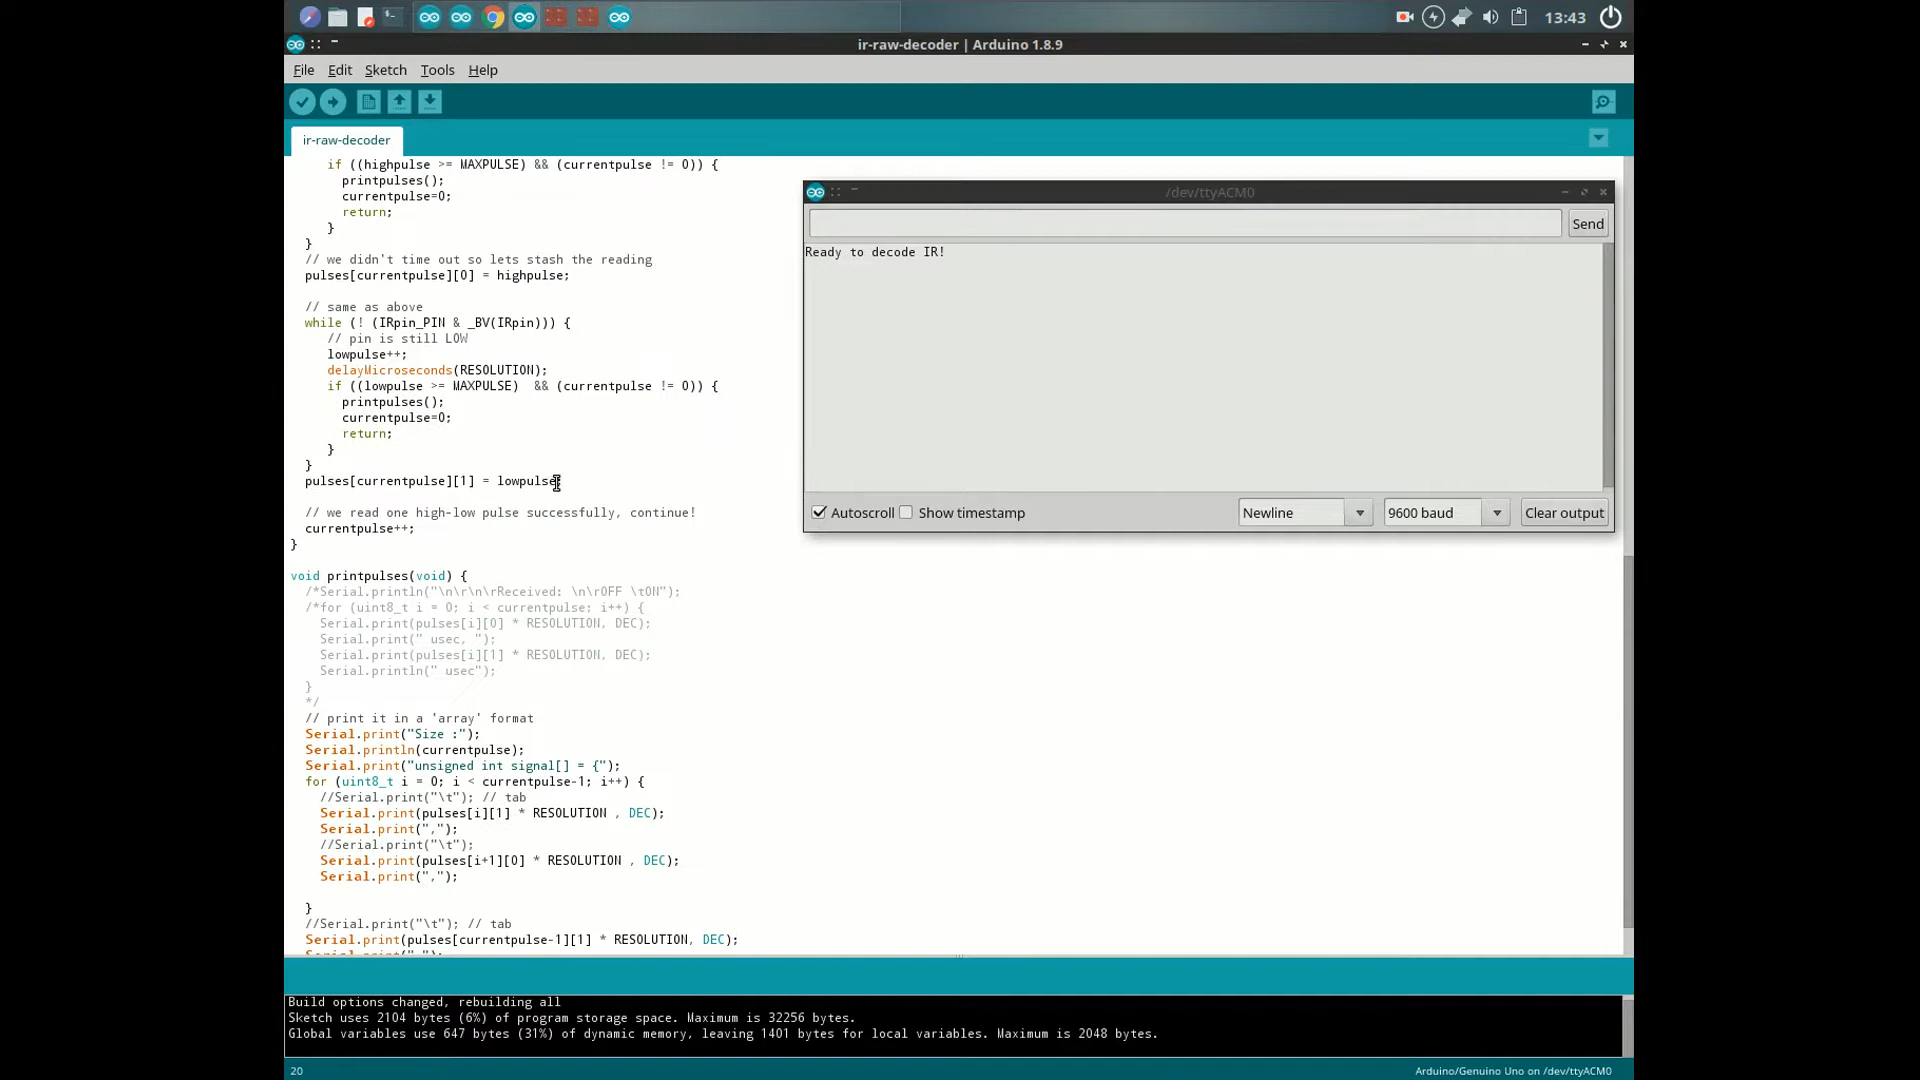 13:43
ir-raw-decoder | Arduino 1.8.9
File Edit Sketch Tools Help
ir-raw-decoder
if ((highpulse >= MAXPULSE) && (currentpulse != 0)) {
printpulses();
currentpulse=0;
return;
}
}
// we didn't time out so lets stash the reading
pulses[currentpulse][0] = highpulse;
// same as above
while (! (IRpin_PIN & _BV(IRpin))) {
// pin is still LOW
lowpulse++;
delayMicroseconds(RESOLUTION);
if ((lowpulse >= MAXPULSE)  && (currentpulse != 0)) {
printpulses();
currentpulse=0;
return;
}
}
pulses[currentpulse][1] = lowpulse;
// we read one high-low pulse successfully, continue!
currentpulse++;
}
void printpulses(void) {
/*Serial.println("\n\r\n\rReceived: \n\rOFF \tON");
/*for (uint8_t i = 0; i < currentpulse; i++) {
Serial.print(pulses[i][0] * RESOLUTION, DEC);
Serial.print(" usec, ");
Serial.print(pulses[i][1] * RESOLUTION, DEC);
Serial.println(" usec");
}
*/
// print it in a 'array' format
Serial.print("Size :");
Serial.println(currentpulse);
Serial.print("unsigned int signal[] = {");
for (uint8_t i = 0; i < currentpulse-1; i++) {
//Serial.print("\t"); // tab
Serial.print(pulses[i][1] * RESOLUTION , DEC);
Serial.print(",");
//Serial.print("\t");
Serial.print(pulses[i+1][0] * RESOLUTION , DEC);
Serial.print(",");
}
//Serial.print("\t"); // tab
Serial.print(pulses[currentpulse-1][1] * RESOLUTION, DEC);
/dev/ttyACM0
Send
Ready to decode IR!
Autoscroll Show timestamp Newline 9600 baud Clear output
Build options changed, rebuilding all
Sketch uses 2104 bytes (6%) of program storage space. Maximum is 32256 bytes.
Global variables use 647 bytes (31%) of dynamic memory, leaving 1401 bytes for local variables. Maximum is 2048 bytes.
20 Arduino/Genuino Uno on /dev/ttyACM0